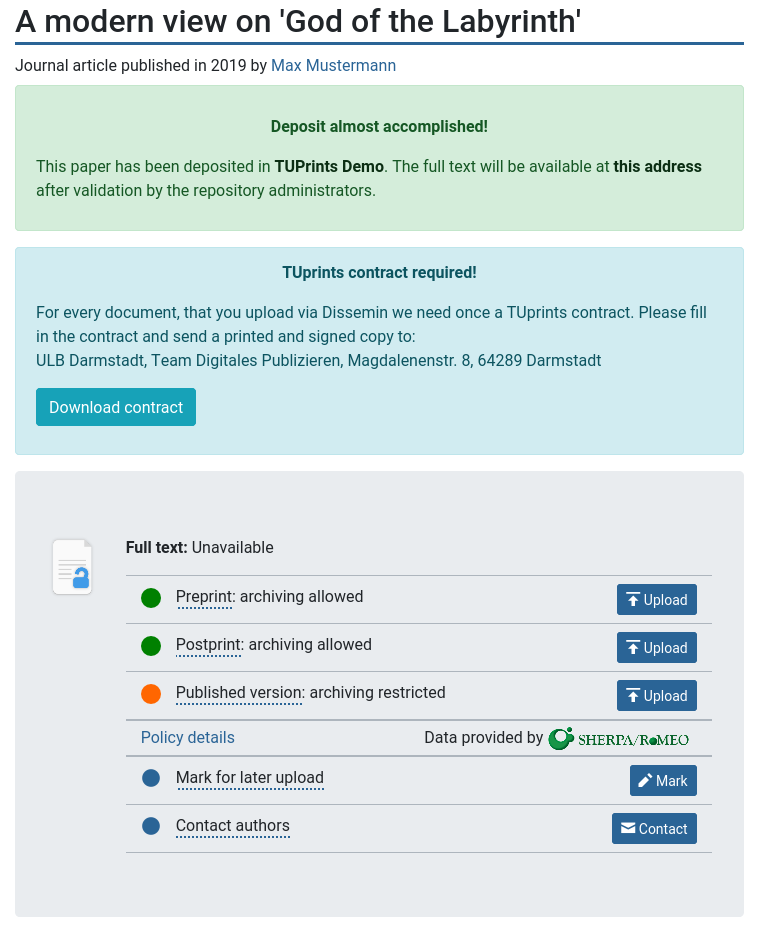 A modern view on 'God of the Labyrinth'
Journal article published in 2019 by Max Mustermann
Deposit almost accomplished!
This paper has been deposited in TUPrints Demo. The full text will be available at this address
after validation by the repository administrators.
TUprints contract required!
For every document, that you upload via Dissemin we need once a TUprints contract. Please fill
in the contract and send a printed and signed copy to:
ULB Darmstadt, Team Digitales Publizieren, Magdalenenstr. 8, 64289 Darmstadt
Download contract
Full text: Unavailable
Preprint: archiving allowed Upload
Postprint: archiving allowed Upload
Published version: archiving restricted Upload
Policy details Data provided by SHERPA/RoMEO
Mark for later upload Mark
Contact authors Contact